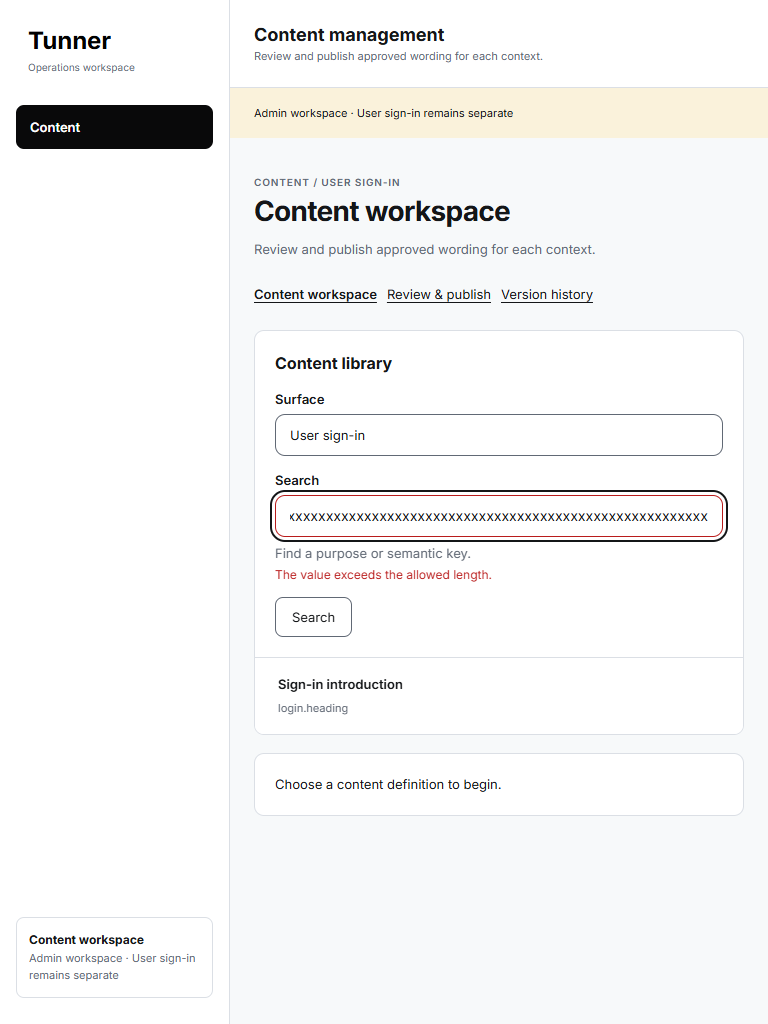 Tunner
Operations workspace
Content
Content workspace
Admin workspace · User sign-in
remains separate
Content management
Review and publish approved wording for each context.
Admin workspace · User sign-in remains separate
CONTENT / USER SIGN-IN
Content workspace
Review and publish approved wording for each context.
Content workspace Review & publish Version history
Content library
Surface
User sign-in
Search
xxxxxxxxxxxxxxxxxxxxxxxxxxxxxxxxxxxxxxxxxxxxxxxxxxxxxxx
Find a purpose or semantic key.
The value exceeds the allowed length.
Search
Sign-in introduction
login.heading
Choose a content definition to begin.